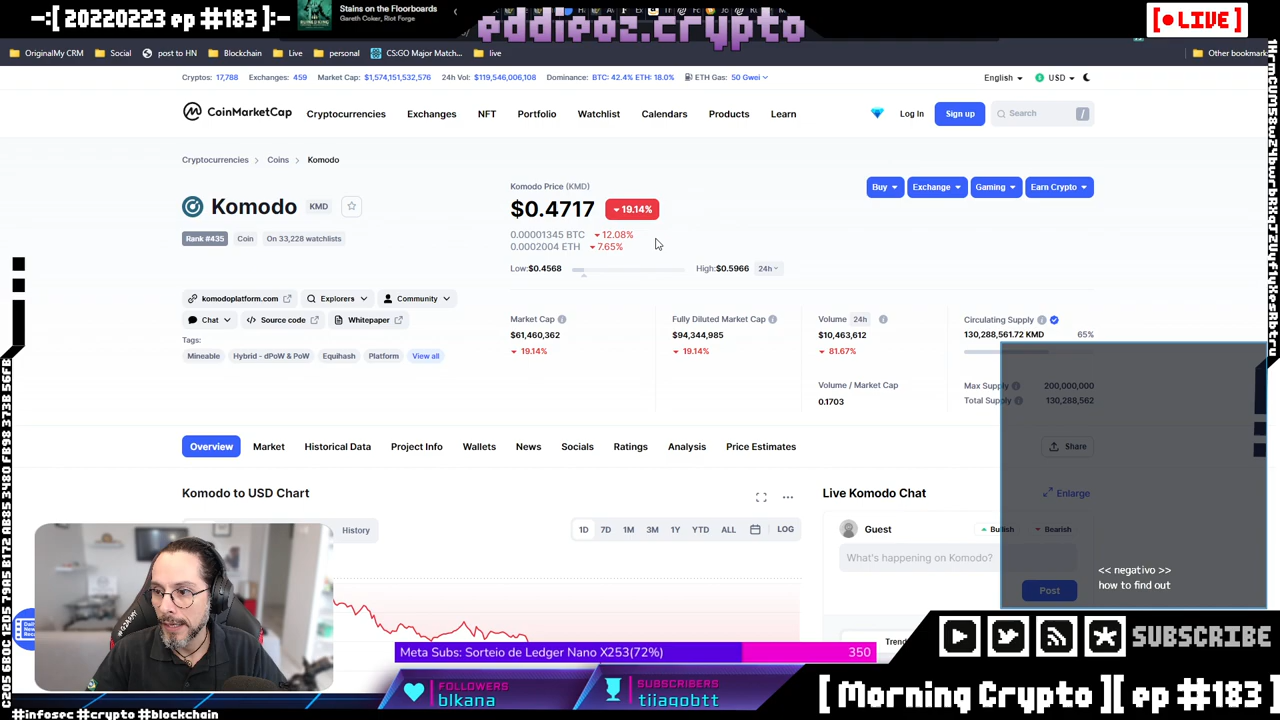 -:[ 20220223 ep #183 ]:-
Stains on the Floorboards
Gareth Coker, Riot Forge
eddieoz.crypto
[●LIVE]
OriginalMy CRM
Social
post to HN
Blockchain
Live
personal
CS:GO Major Match...
live
Other bookmark
Cryptos: 17,788
Exchanges: 459
Market Cap: $1,574,151,532,576
24h Vol: $119,546,006,108
Dominance: BTC: 42.4% ETH: 18.0%
ETH Gas: 50 Gwei
English
USD
CoinMarketCap
Cryptocurrencies
Exchanges
NFT
Portfolio
Watchlist
Calendars
Products
Learn
Log In
Sign up
Search
/
Cryptocurrencies > Coins > Komodo
Komodo
KMD
Rank #435
Coin
On 33,228 watchlists
Komodo Price (KMD)
$0.4717
19.14%
0.00001345 BTC 12.08%
0.0002004 ETH 7.65%
Low: $0.4568
High: $0.5966
24h
Buy
Exchange
Gaming
Earn Crypto
komodoplatform.com
Explorers
Community
Chat
Source code
Whitepaper
Tags:
Mineable
Hybrid - dPoW & PoW
Equihash
Platform
View all
Market Cap
$61,460,362
19.14%
Fully Diluted Market Cap
$94,344,985
19.14%
Volume 24h
$10,463,612
81.67%
Volume / Market Cap
0.1703
Circulating Supply
130,288,561.72 KMD
65%
Max Supply 200,000,000
Total Supply 130,288,562
Overview
Market
Historical Data
Project Info
Wallets
News
Socials
Ratings
Analysis
Price Estimates
Share
Komodo to USD Chart
History
1D
7D
1M
3M
1Y
YTD
ALL
LOG
Live Komodo Chat
Enlarge
Guest
Bullish
Bearish
What's happening on Komodo?
Post
<< negativo >>
how to find out
Trend
Meta Subs: Sorteio de Ledger Nano X253(72%)
350
FOLLOWERS
blkana
SUBSCRIBERS
tiiagobtt
SUBSCRIBE
[ Morning Crypto ][ ep #183 ]
#infosec #crypto #blockchain